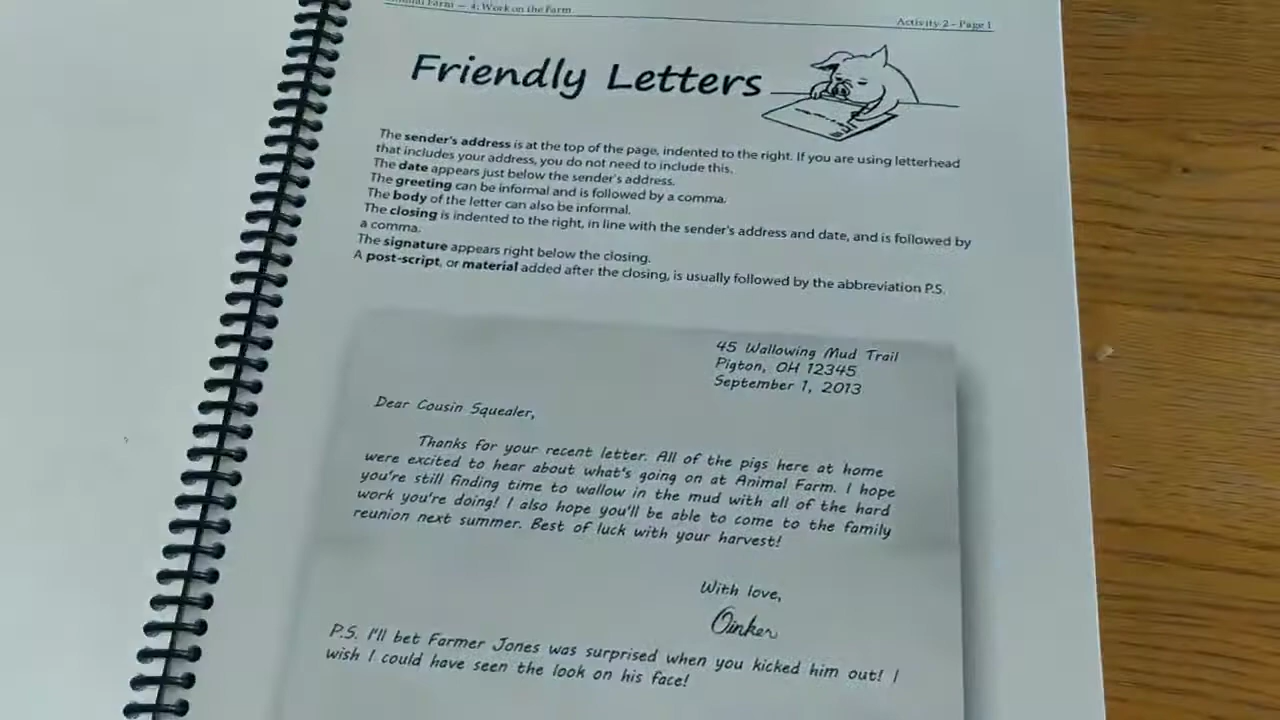 Animal Farm — 4: Work on the Farm
Activity 2 – Page 1
Friendly Letters
The sender's address is at the top of the page, indented to the right. If you are using letterhead
that includes your address, you do not need to include this.
The date appears just below the sender's address.
The greeting can be informal and is followed by a comma.
The body of the letter can also be informal.
The closing is indented to the right, in line with the sender's address and date, and is followed by
a comma.
The signature appears right below the closing.
A post-script, or material added after the closing, is usually followed by the abbreviation P.S.
45 Wallowing Mud Trail
Pigton, OH 12345
September 1, 2013
Dear Cousin Squealer,
Thanks for your recent letter. All of the pigs here at home
were excited to hear about what's going on at Animal Farm. I hope
you're still finding time to wallow in the mud with all of the hard
work you're doing! I also hope you'll be able to come to the family
reunion next summer. Best of luck with your harvest!
With love,
Oinker
P.S. I'll bet Farmer Jones was surprised when you kicked him out! I
wish I could have seen the look on his face!